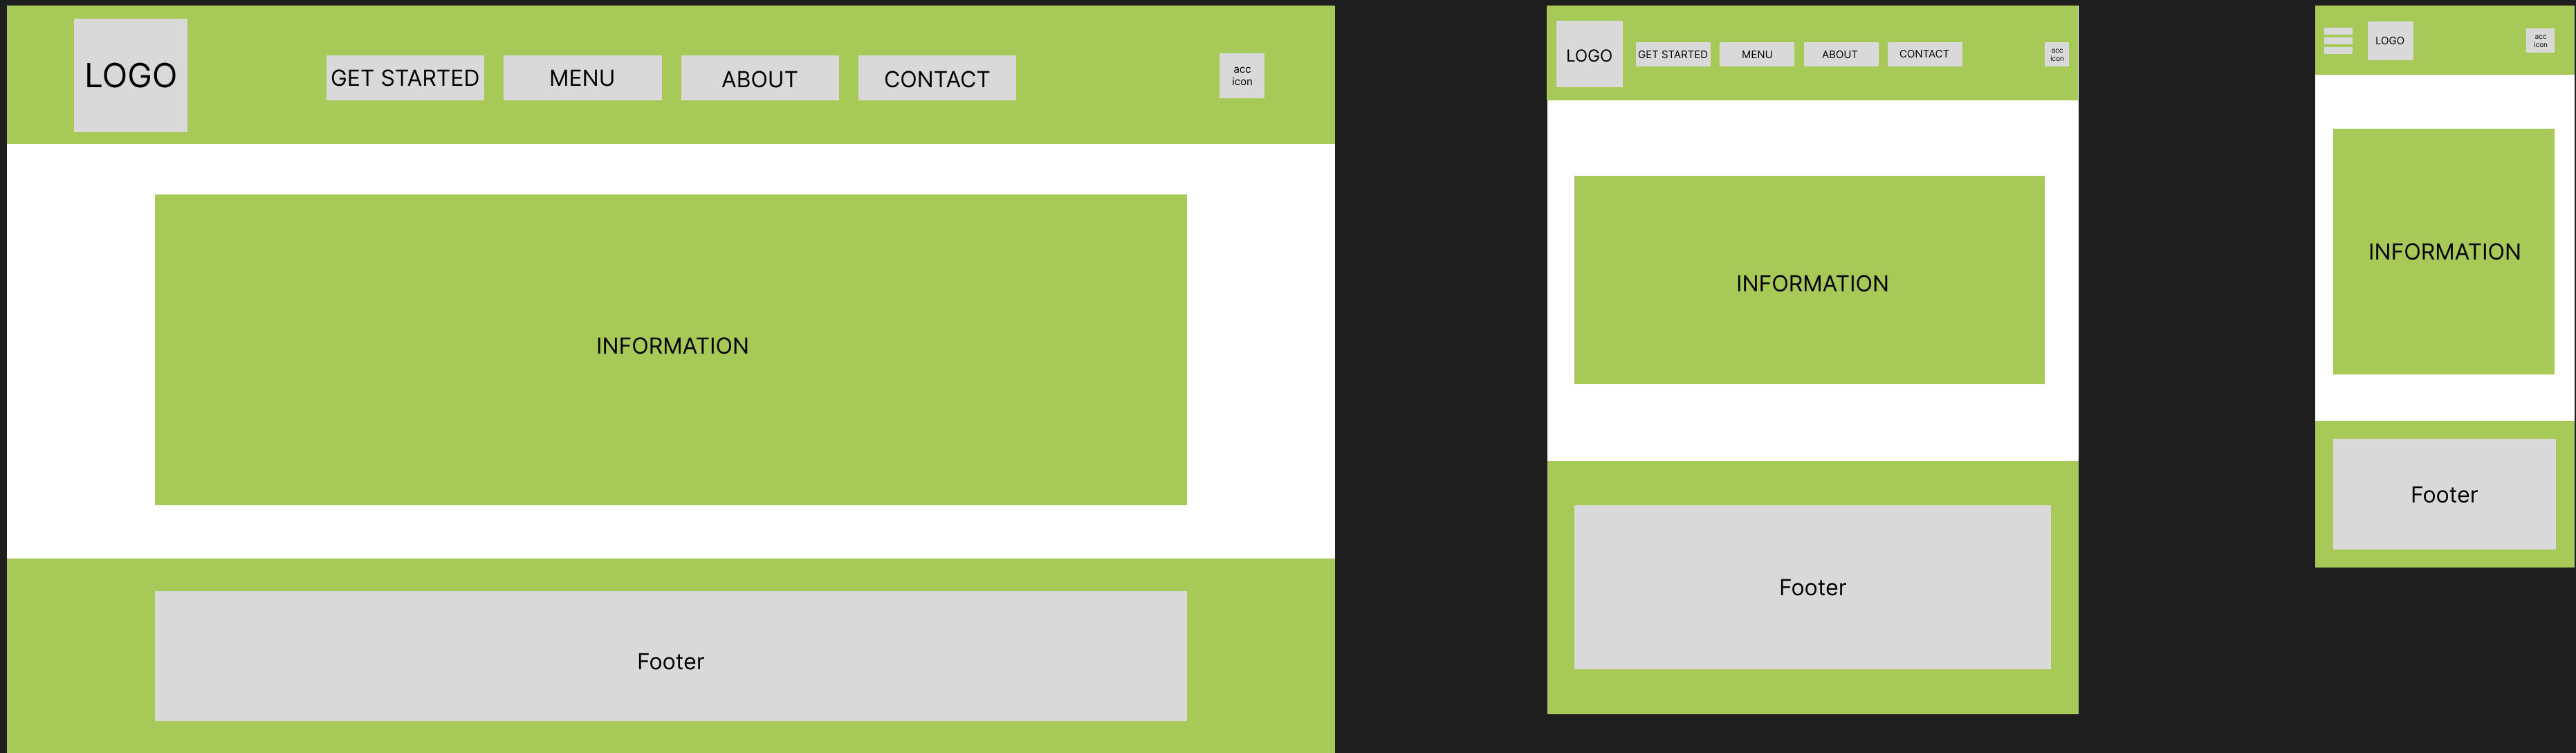 LOGO
GET STARTED
MENU
ABOUT
CONTACT
acc
icon
INFORMATION
Footer
LOGO
GET STARTED
MENU
ABOUT
CONTACT
acc
icon
INFORMATION
Footer
LOGO
acc
icon
INFORMATION
Footer